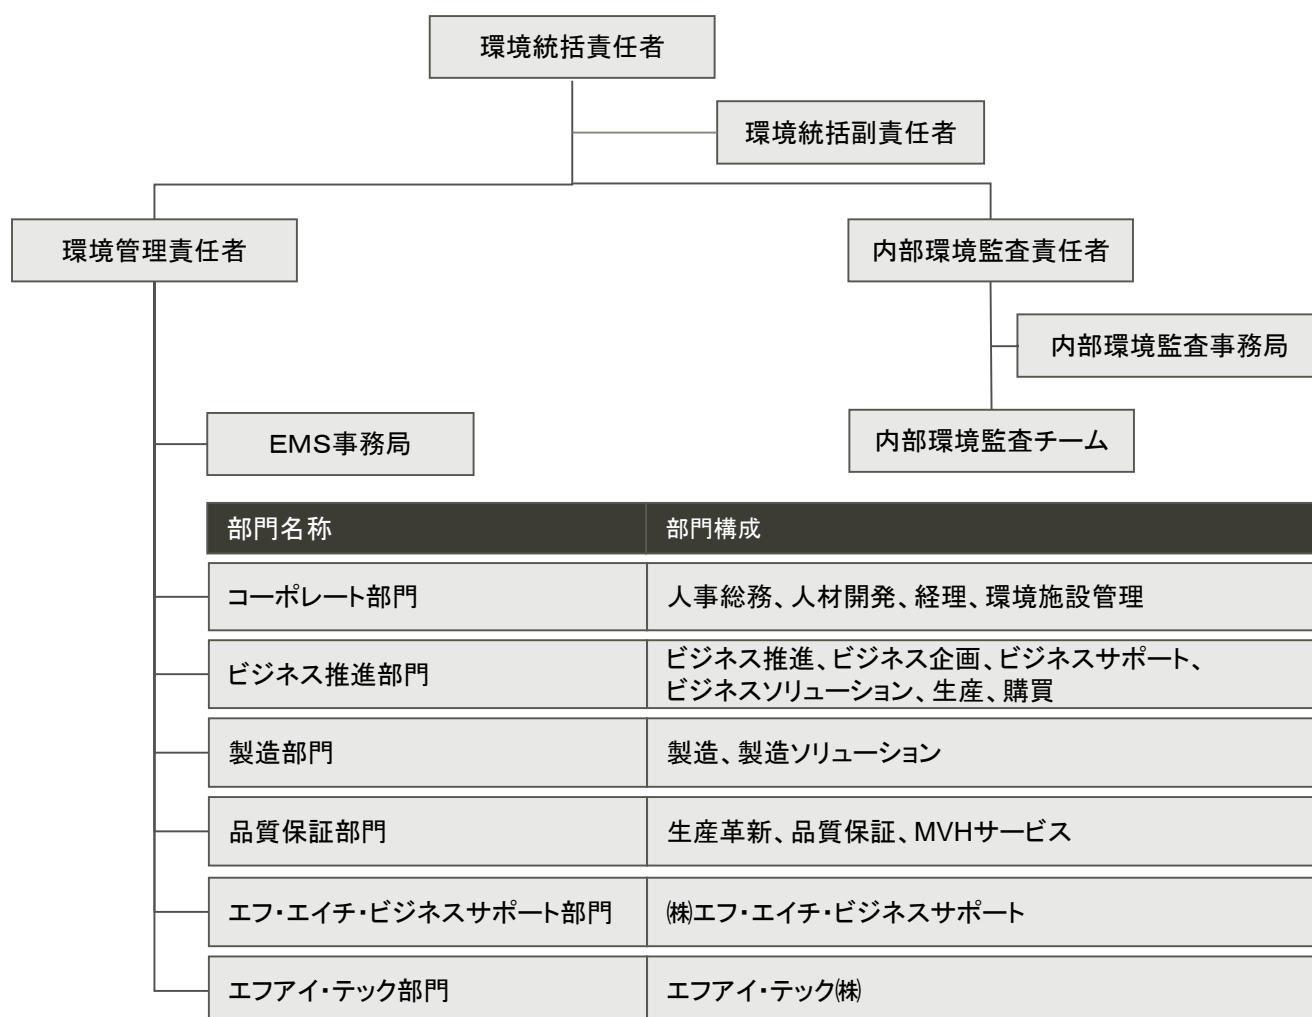 環境統括責任者
環境統括副責任者
環境管理責任者
内部環境監査責任者
内部環境監査事務局
EMS事務局
内部環境監査チーム
部門名称 部門構成
コーポレート部門 人事総務、人材開発、経理、環境施設管理
ビジネス推進部門 ビジネス推進、ビジネス企画、ビジネスサポート、
ビジネスソリューション、生産、購買
製造部門 製造、製造ソリューション
品質保証部門 生産革新、品質保証、MVHサービス
エフ・エイチ・ビジネスサポート部門 ㈱エフ・エイチ・ビジネスサポート
エフアイ・テック部門 エフアイ・テック㈱